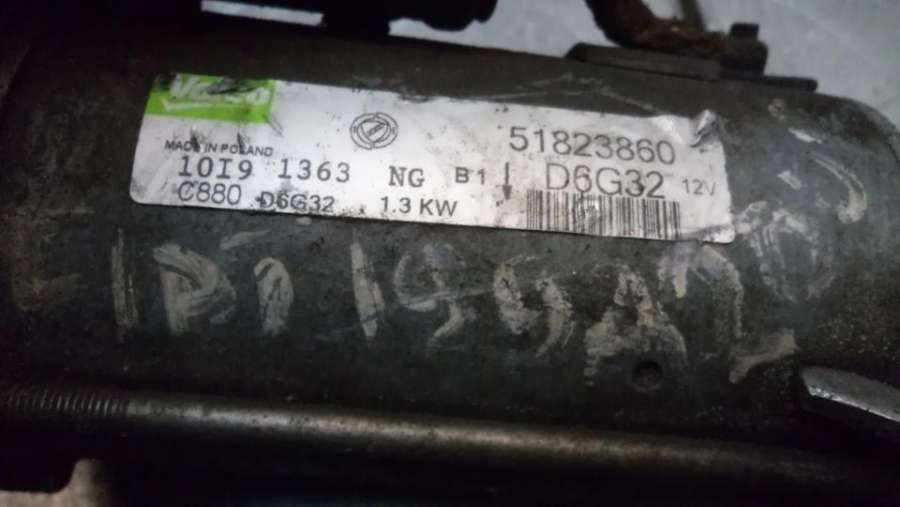 Valeo
MADE IN POLAND
51823860
10I9 1363 NG B1
D6G32 12V
C880 D6G32 1.3 KW